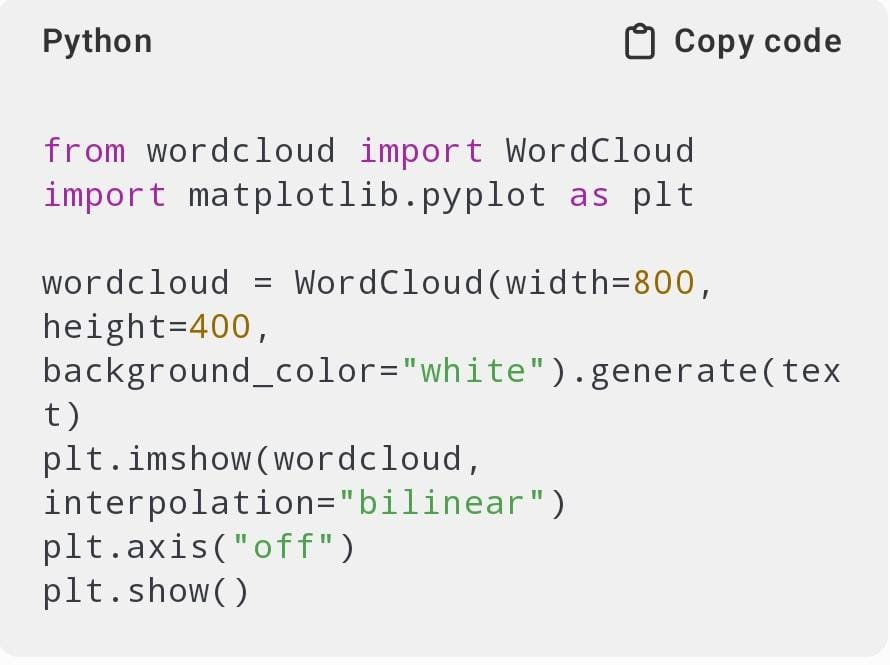 Python
Copy code
from wordcloud import WordCloud
import matplotlib.pyplot as plt
wordcloud = WordCloud(width=800,
height=400,
background_color="white").generate(tex
t)
plt.imshow(wordcloud,
interpolation="bilinear")
plt.axis("off")
plt.show()